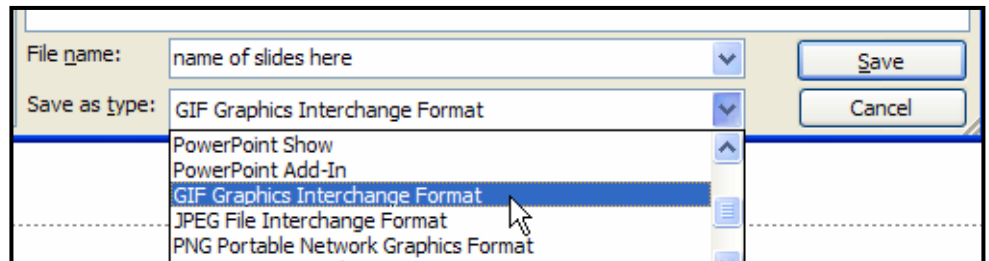 File name: name of slides here Save
Save as type: GIF Graphics Interchange Format Cancel
PowerPoint Show
PowerPoint Add-In
GIF Graphics Interchange Format
JPEG File Interchange Format
PNG Portable Network Graphics Format